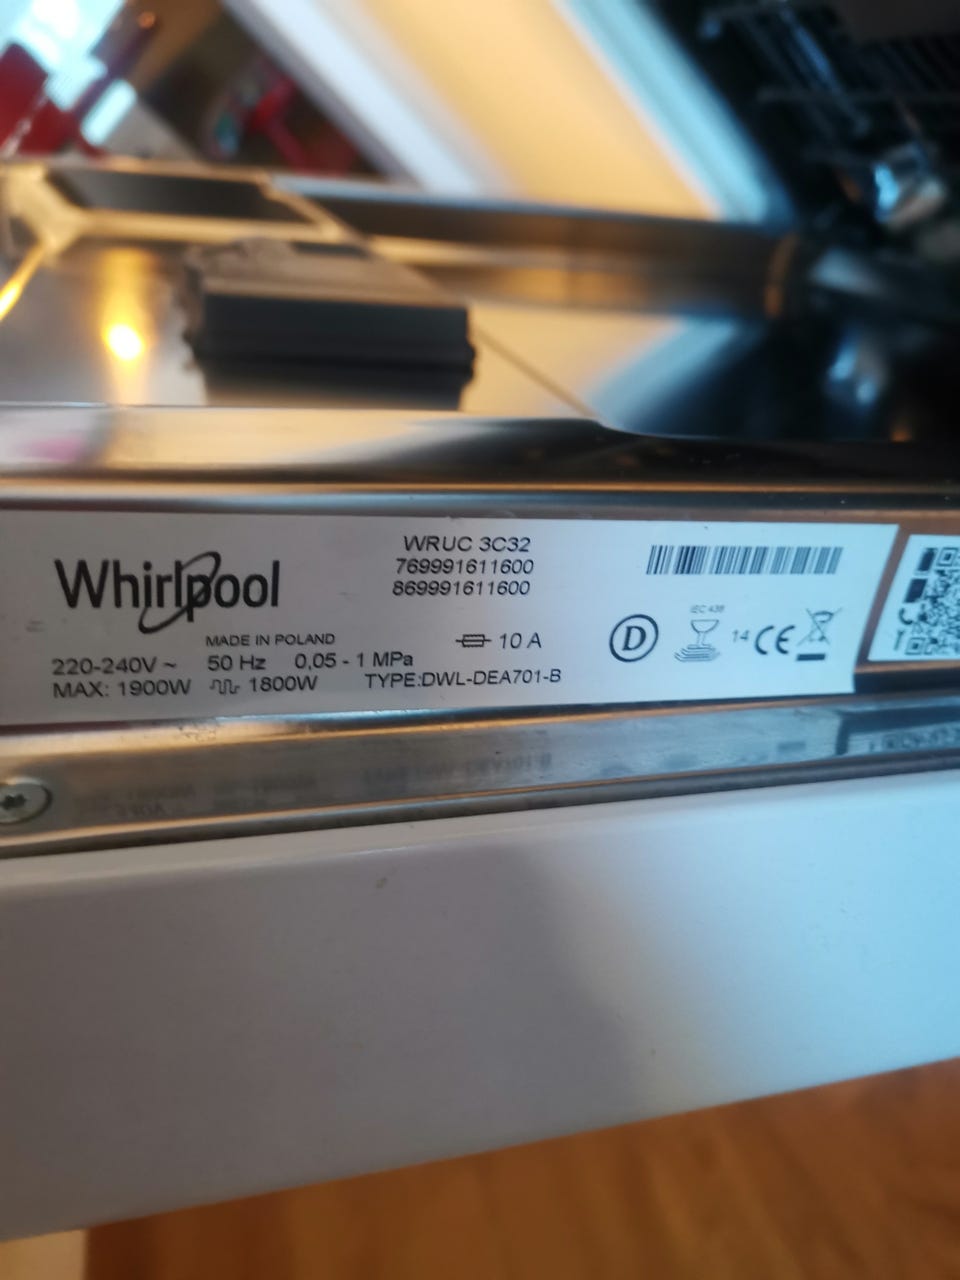 Whirlpool
WRUC 3C32
769991611600
869991611600
MADE IN POLAND
10 A
220-240V ~ 50 Hz 0,05 - 1 MPa
MAX: 1900W 1800W TYPE:DWL-DEA701-B
D
IEC 436
14 CE